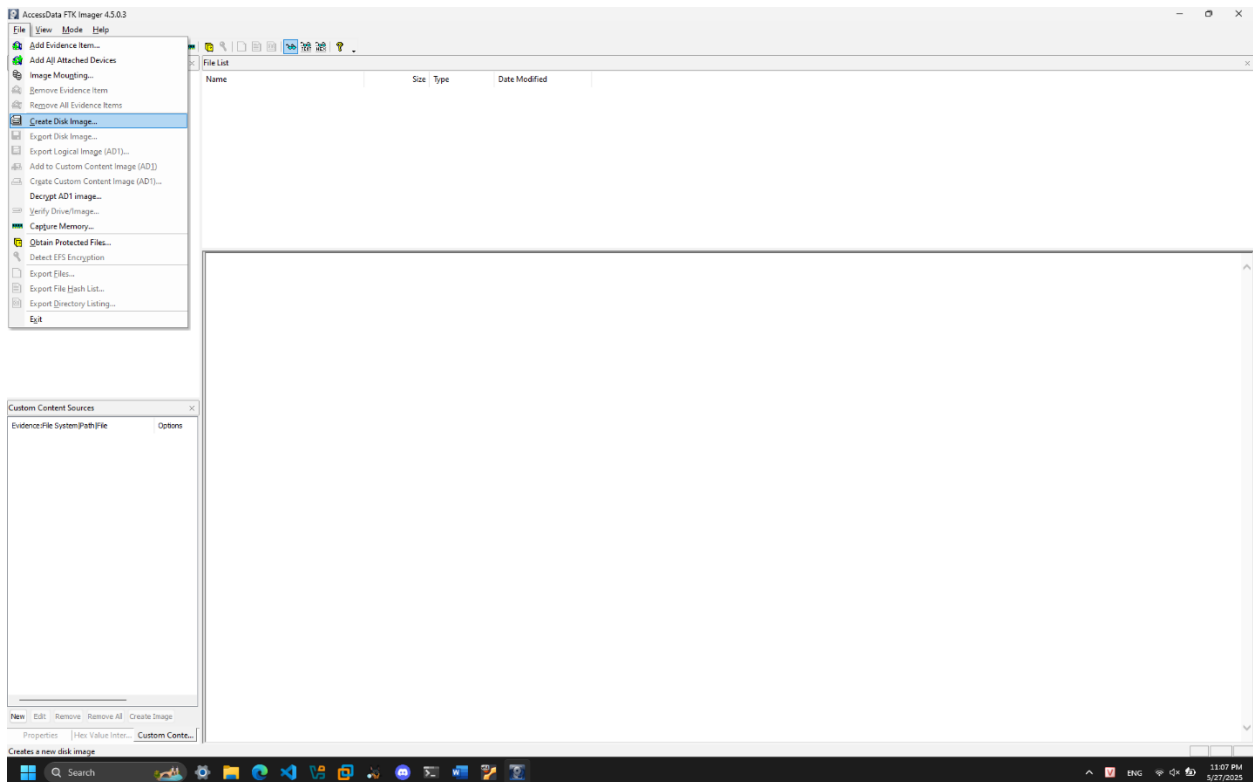 AccessData FTK Imager 4.5.0.3
File View Mode Help
Add Evidence Item...
Add All Attached Devices
Image Mounting...
Remove Evidence Item
Remove All Evidence Items
Create Disk Image...
Export Disk Image...
Export Logical Image (AD1)...
Add to Custom Content Image (AD1)
Create Custom Content Image (AD1)...
Decrypt AD1 image...
Verify Drive/Image...
Capture Memory...
Obtain Protected Files...
Detect EFS Encryption
Export Files...
Export File Hash List...
Export Directory Listing...
Exit
File List
Name Size Type Date Modified
Custom Content Sources
Evidence:File System|Path|File Options
New Edit Remove Remove All Create Image
Properties Hex Value Inter... Custom Conte...
Creates a new disk image
Search
ENG
11:07 PM
5/27/2025